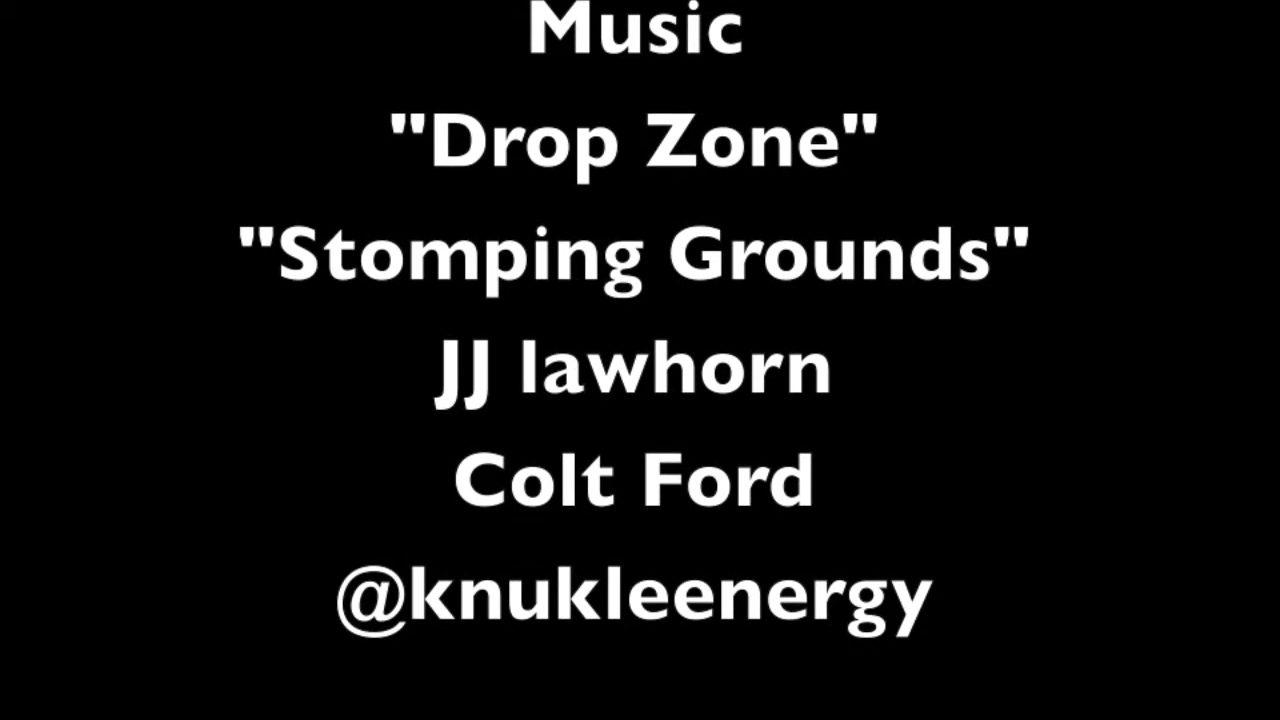 Music
"Drop Zone"
"Stomping Grounds"
JJ lawhorn
Colt Ford
@knukleenergy